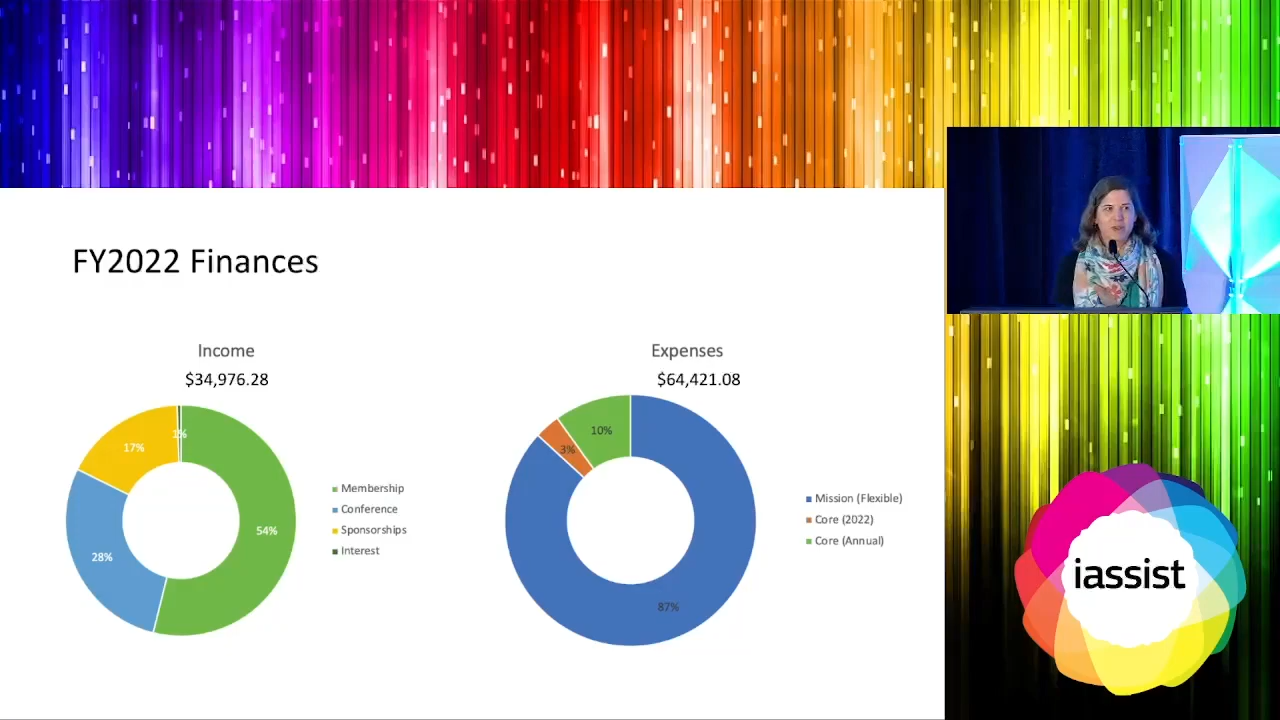 FY2022 Finances
Income
$34,976.28
17%
1%
54%
28%
Membership
Conference
Sponsorships
Interest
Expenses
$64,421.08
10%
3%
87%
Mission (Flexible)
Core (2022)
Core (Annual)
iassist